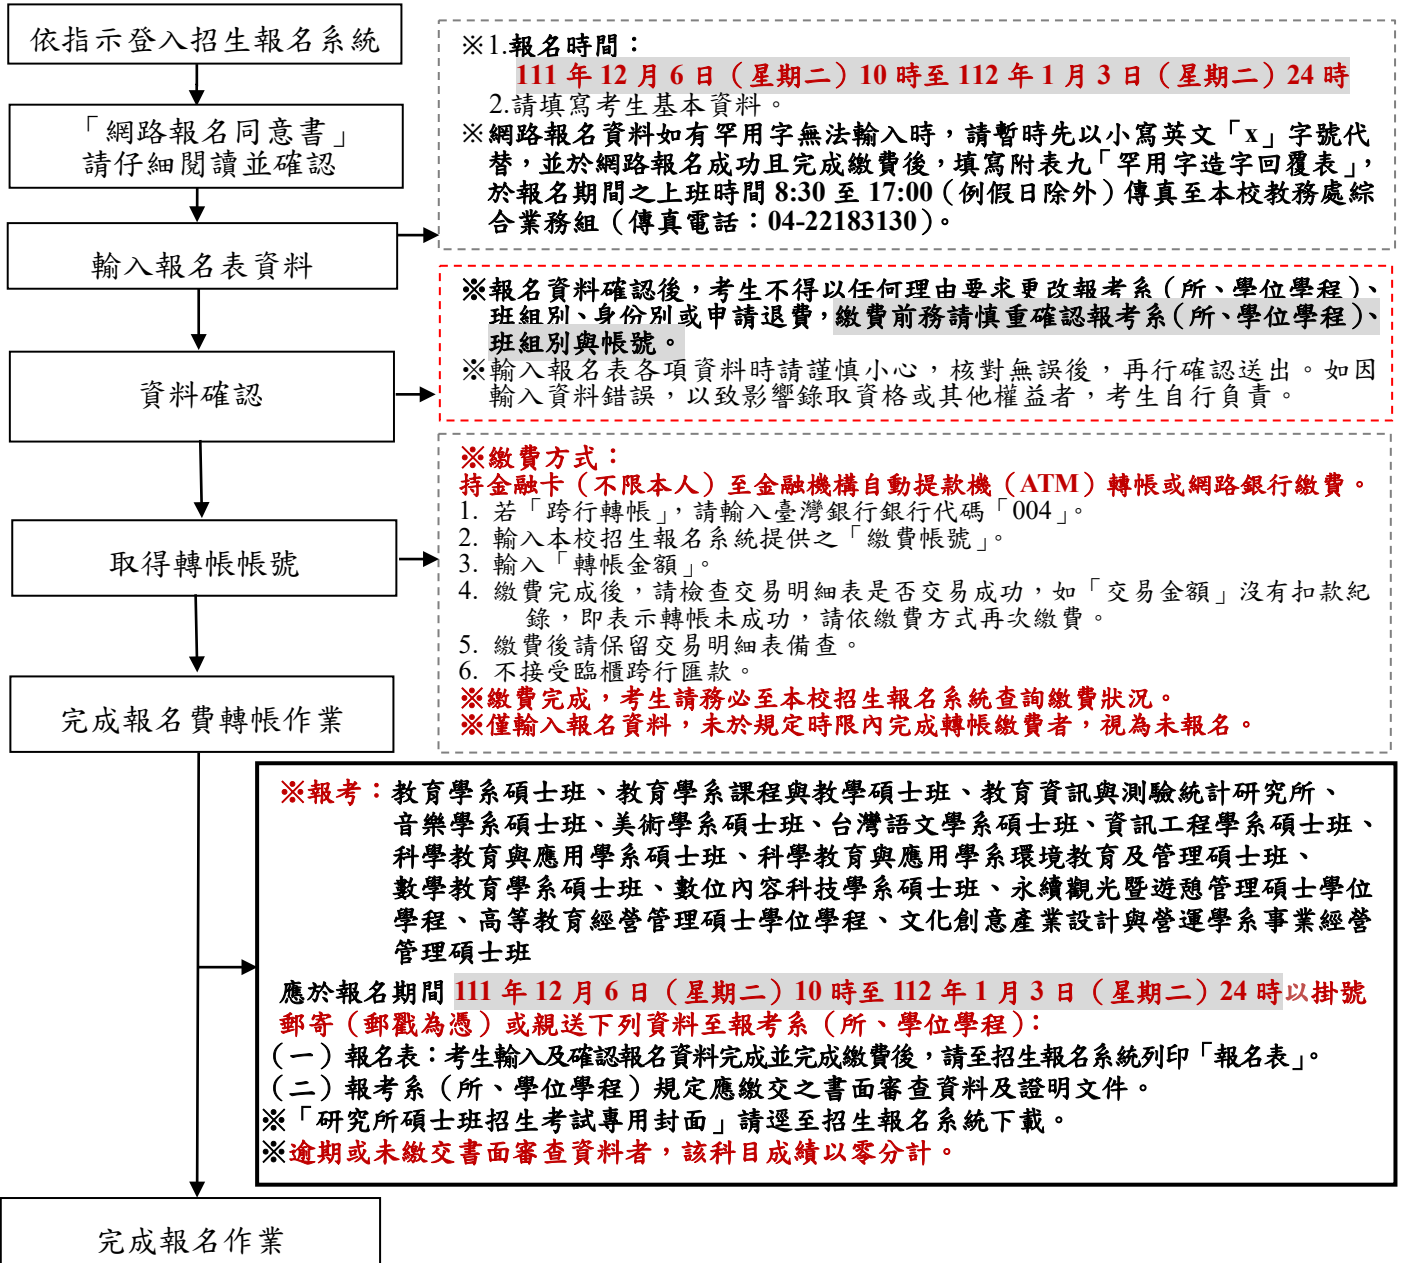 依指示登入招生報名系統
「網路報名同意書」
請仔細閱讀並確認
輸入報名表資料
※1.報名時間：
111 年 12 月 6 日（星期二）10 時至 112 年 1 月 3 日（星期二）24 時
2.請填寫考生基本資料。
※網路報名資料如有罕用字無法輸入時，請暫時先以小寫英文「x」字號代
替，並於網路報名成功且完成繳費後，填寫附表九「罕用字造字回覆表」，
於報名期間之上班時間 8:30 至 17:00（例假日除外）傳真至本校教務處綜
合業務組（傳真電話：04-22183130）。
資料確認
※報名資料確認後，考生不得以任何理由要求更改報考系（所、學位學程）、
班組別、身份別或申請退費，繳費前務請慎重確認報考系（所、學位學程）、
班組別與帳號。
※輸入報名表各項資料時請謹慎小心，核對無誤後，再行確認送出。如因
輸入資料錯誤，以致影響錄取資格或其他權益者，考生自行負責。
取得轉帳帳號
※繳費方式：
持金融卡（不限本人）至金融機構自動提款機（ATM）轉帳或網路銀行繳費。
1. 若「跨行轉帳」，請輸入臺灣銀行銀行代碼「004」。
2. 輸入本校招生報名系統提供之「繳費帳號」。
3. 輸入「轉帳金額」。
4. 繳費完成後，請檢查交易明細表是否交易成功，如「交易金額」沒有扣款紀
錄，即表示轉帳未成功，請依繳費方式再次繳費。
5. 繳費後請保留交易明細表備查。
6. 不接受臨櫃跨行匯款。
※繳費完成，考生請務必至本校招生報名系統查詢繳費狀況。
※僅輸入報名資料，未於規定時限內完成轉帳繳費者，視為未報名。
完成報名費轉帳作業
※報考：教育學系碩士班、教育學系課程與教學碩士班、教育資訊與測驗統計研究所、
音樂學系碩士班、美術學系碩士班、台灣語文學系碩士班、資訊工程學系碩士班、
科學教育與應用學系碩士班、科學教育與應用學系環境教育及管理碩士班、
數學教育學系碩士班、數位內容科技學系碩士班、永續觀光暨遊憩管理碩士學位
學程、高等教育經營管理碩士學位學程、文化創意產業設計與營運學系事業經營
管理碩士班
應於報名期間 111 年 12 月 6 日（星期二）10 時至 112 年 1 月 3 日（星期二）24 時以掛號
郵寄（郵戳為憑）或親送下列資料至報考系（所、學位學程）：
（一）報名表：考生輸入及確認報名資料完成並完成繳費後，請至招生報名系統列印「報名表」。
（二）報考系（所、學位學程）規定應繳交之書面審查資料及證明文件。
※「研究所碩士班招生考試專用封面」請逕至招生報名系統下載。
※逾期或未繳交書面審查資料者，該科目成績以零分計。
完成報名作業